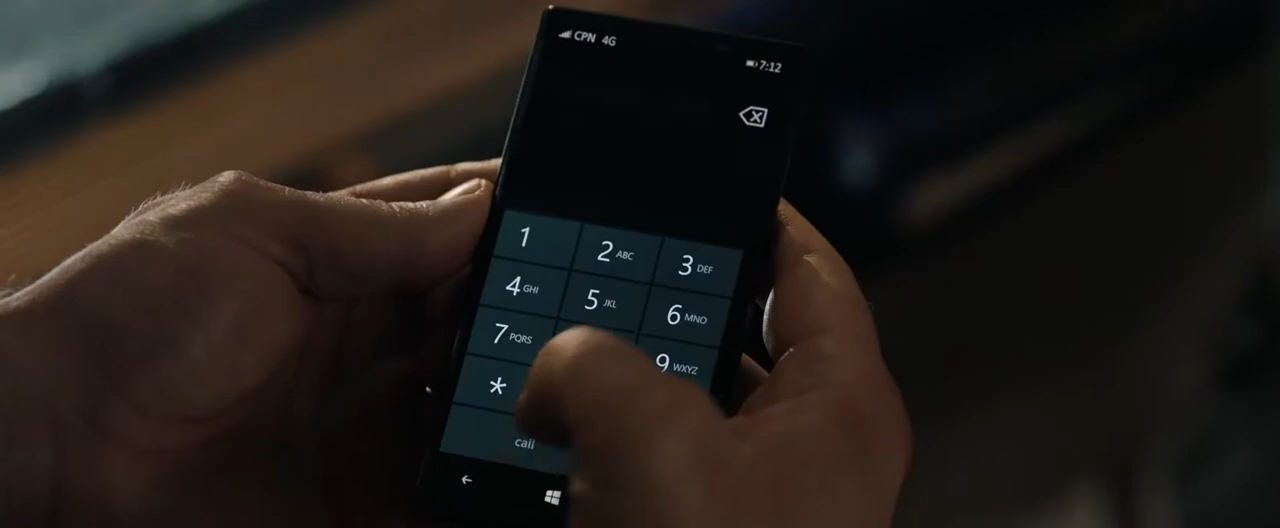 CPN 4G
7:12
1 2 ABC 3 DEF
4 GHI 5 JKL 6 MNO
7 PQRS 9 WXYZ
*
call